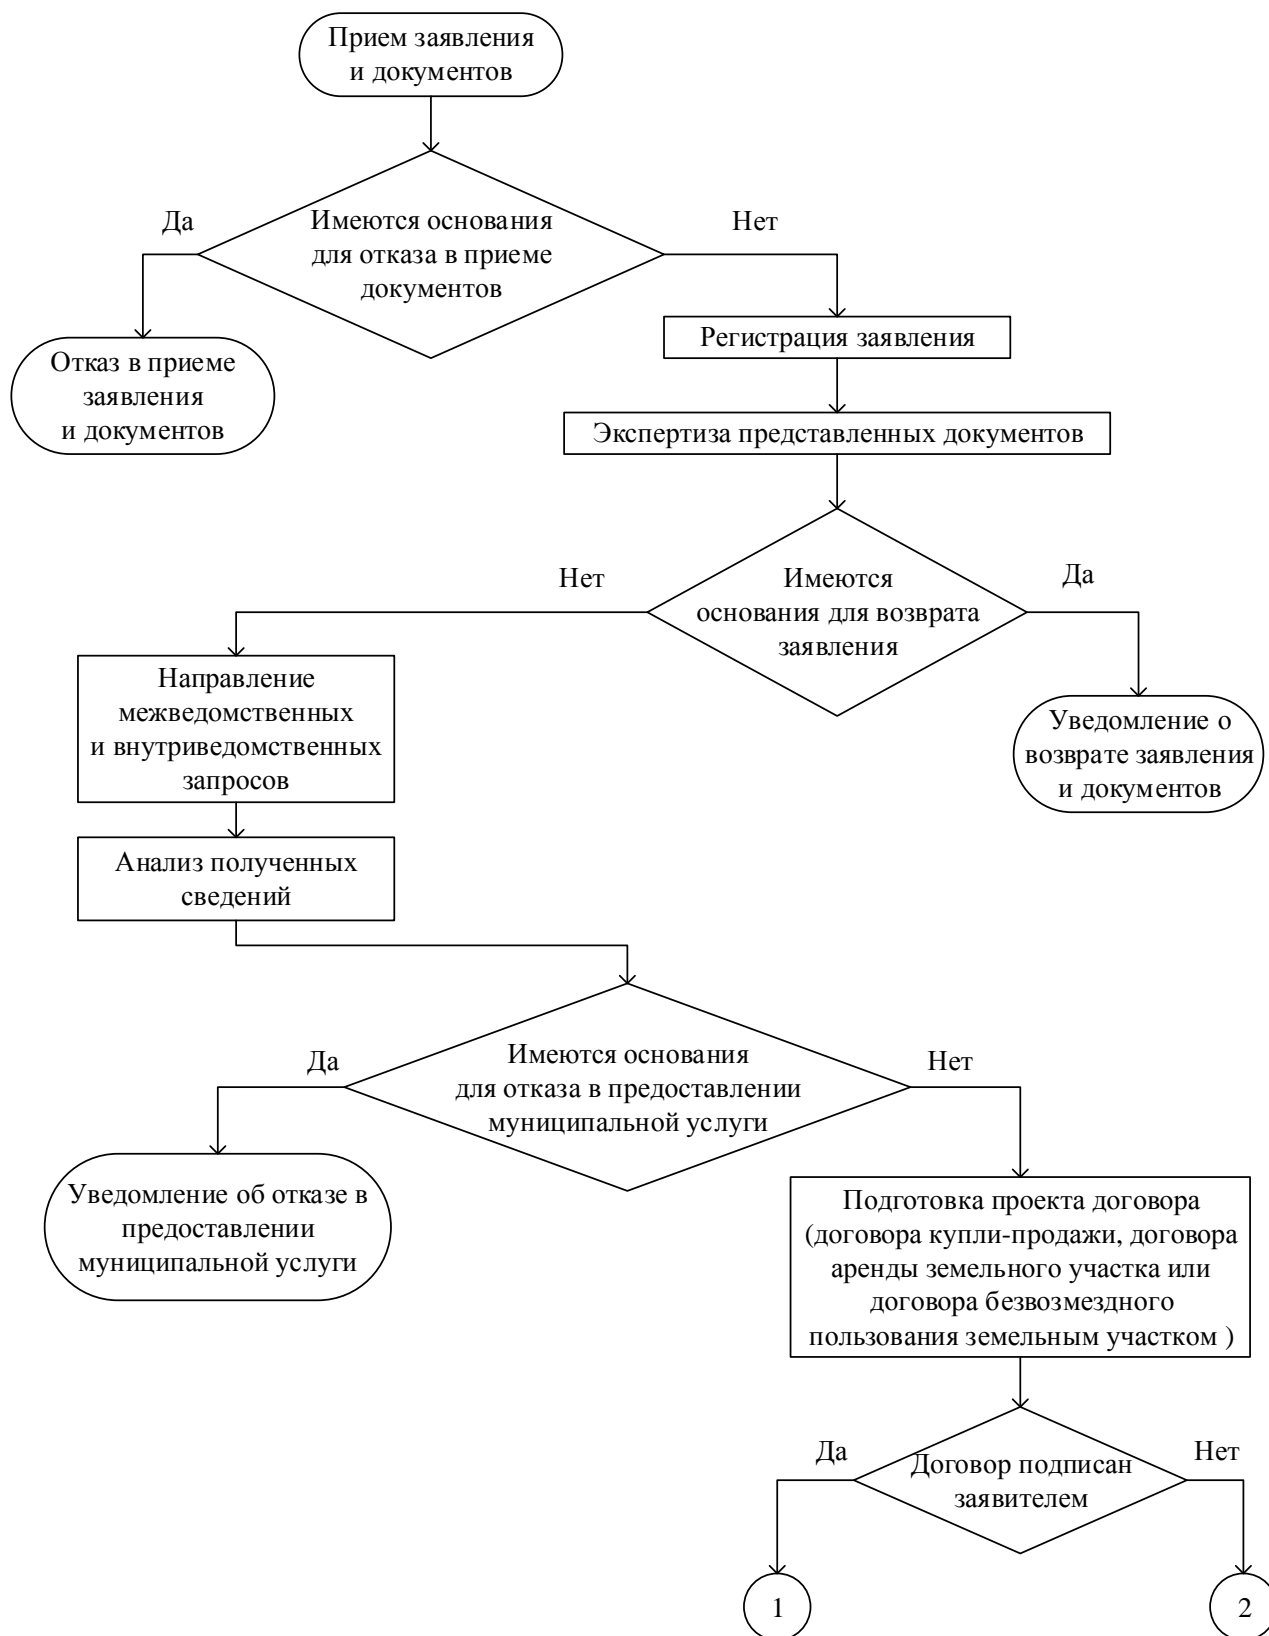 Прием заявления
и документов
Да
Нет
Имеются основания
для отказа в приеме
документов
Регистрация заявления
Отказ в приеме
заявления
и документов
Экспертиза представленных документов
Нет
Да
Имеются
основания для возврата
заявления
Направление
межведомственных
и внутриведомственных
запросов
Уведомление о
возврате заявления
и документов
Анализ полученных
сведений
Да
Нет
Имеются основания
для отказа в предоставлении
муниципальной услуги
Уведомление об отказе в
предоставлении
муниципальной услуги
Подготовка проекта договора
(договора купли-продажи, договора
аренды земельного участка или
договора безвозмездного
пользования земельным участком )
Да
Нет
Договор подписан
заявителем
1
2